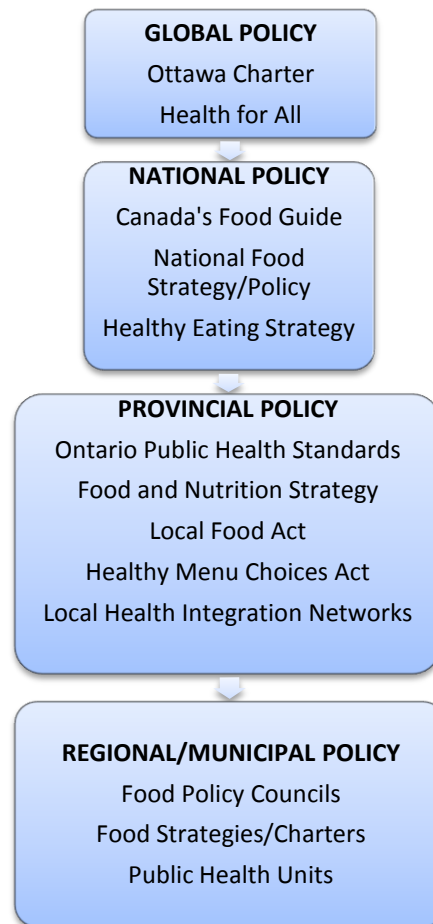 GLOBAL POLICY
Ottawa Charter
Health for All
NATIONAL POLICY
Canada's Food Guide
National Food
Strategy/Policy
Healthy Eating Strategy
PROVINCIAL POLICY
Ontario Public Health Standards
Food and Nutrition Strategy
Local Food Act
Healthy Menu Choices Act
Local Health Integration Networks
REGIONAL/MUNICIPAL POLICY
Food Policy Councils
Food Strategies/Charters
Public Health Units